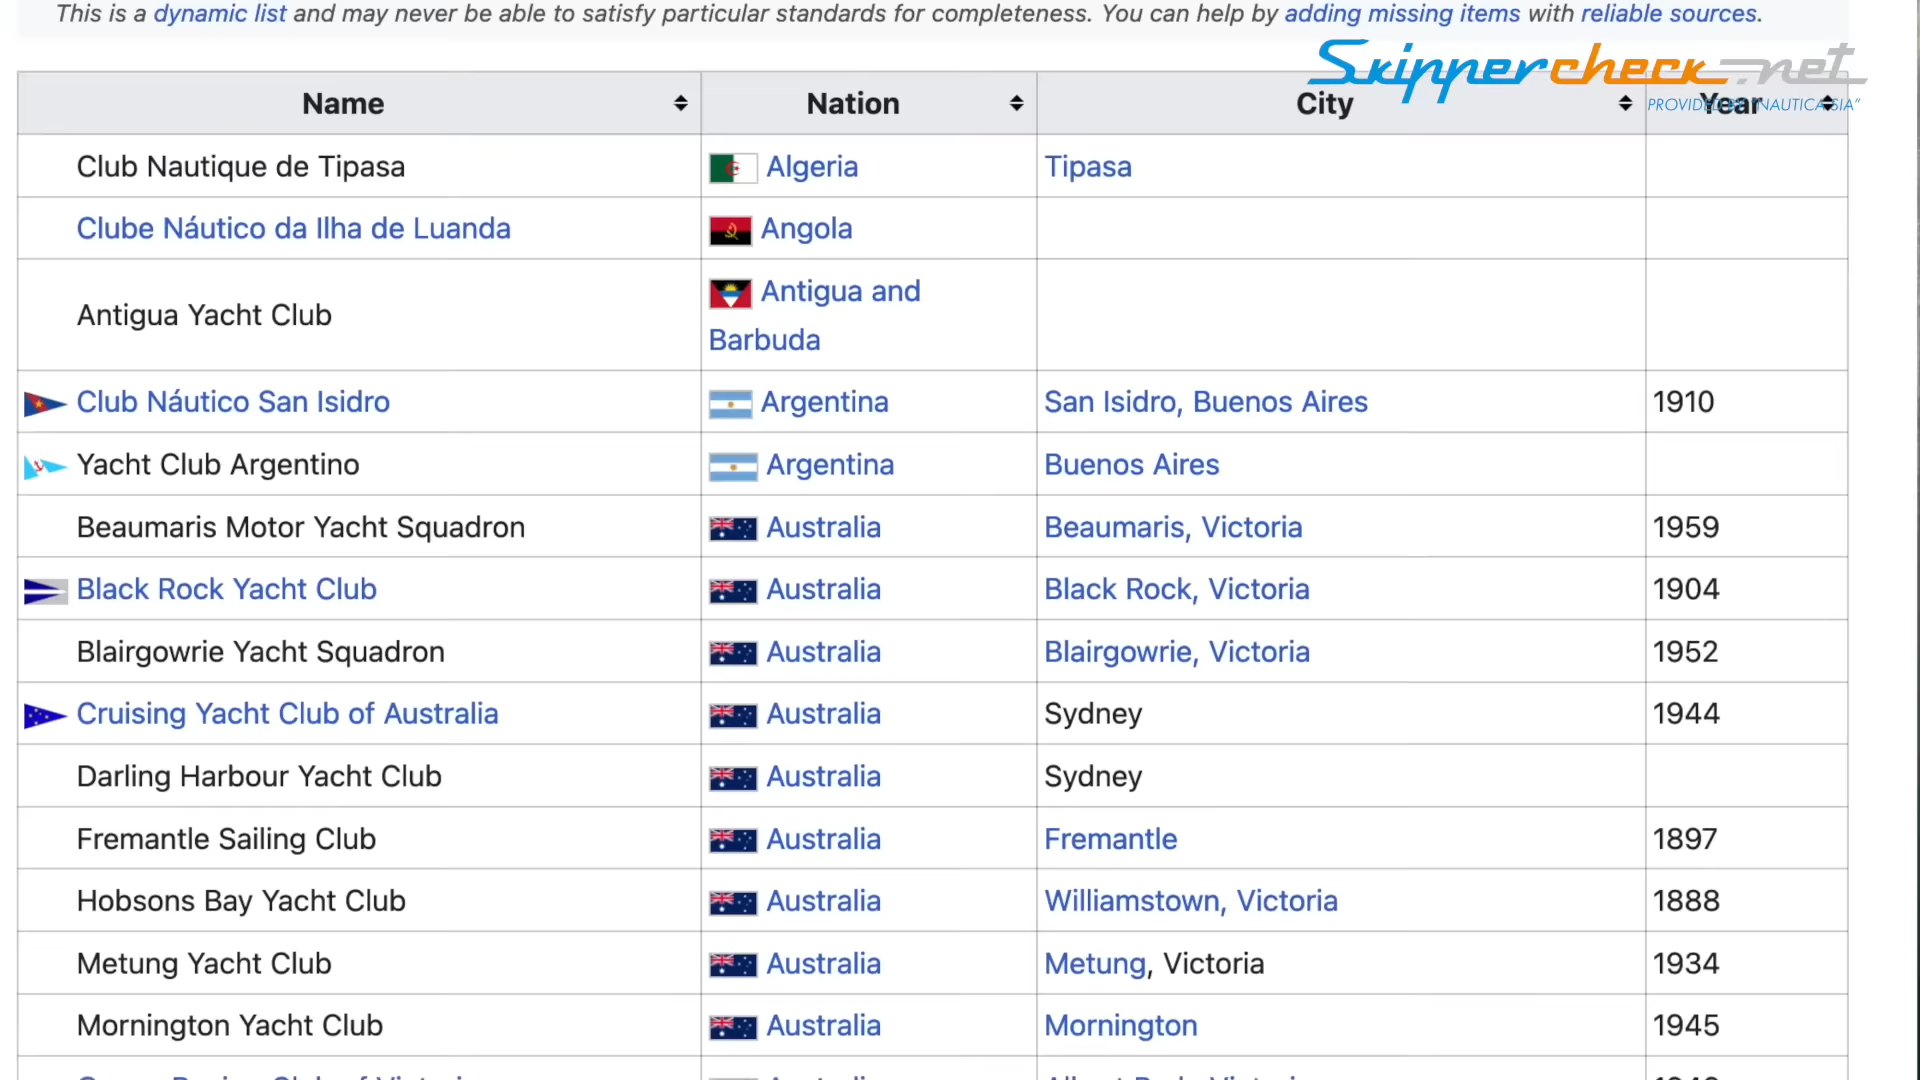 This is a dynamic list and may never be able to satisfy particular standards for completeness. You can help by adding missing items with reliable sources.
Skippercheck.net
PROVIDED BY "NAUTICA SIA"
Name Nation City Year
Club Nautique de Tipasa Algeria Tipasa
Clube Náutico da Ilha de Luanda Angola
Antigua Yacht Club Antigua and
Barbuda
Club Náutico San Isidro Argentina San Isidro, Buenos Aires 1910
Yacht Club Argentino Argentina Buenos Aires
Beaumaris Motor Yacht Squadron Australia Beaumaris, Victoria 1959
Black Rock Yacht Club Australia Black Rock, Victoria 1904
Blairgowrie Yacht Squadron Australia Blairgowrie, Victoria 1952
Cruising Yacht Club of Australia Australia Sydney 1944
Darling Harbour Yacht Club Australia Sydney
Fremantle Sailing Club Australia Fremantle 1897
Hobsons Bay Yacht Club Australia Williamstown, Victoria 1888
Metung Yacht Club Australia Metung, Victoria 1934
Mornington Yacht Club Australia Mornington 1945